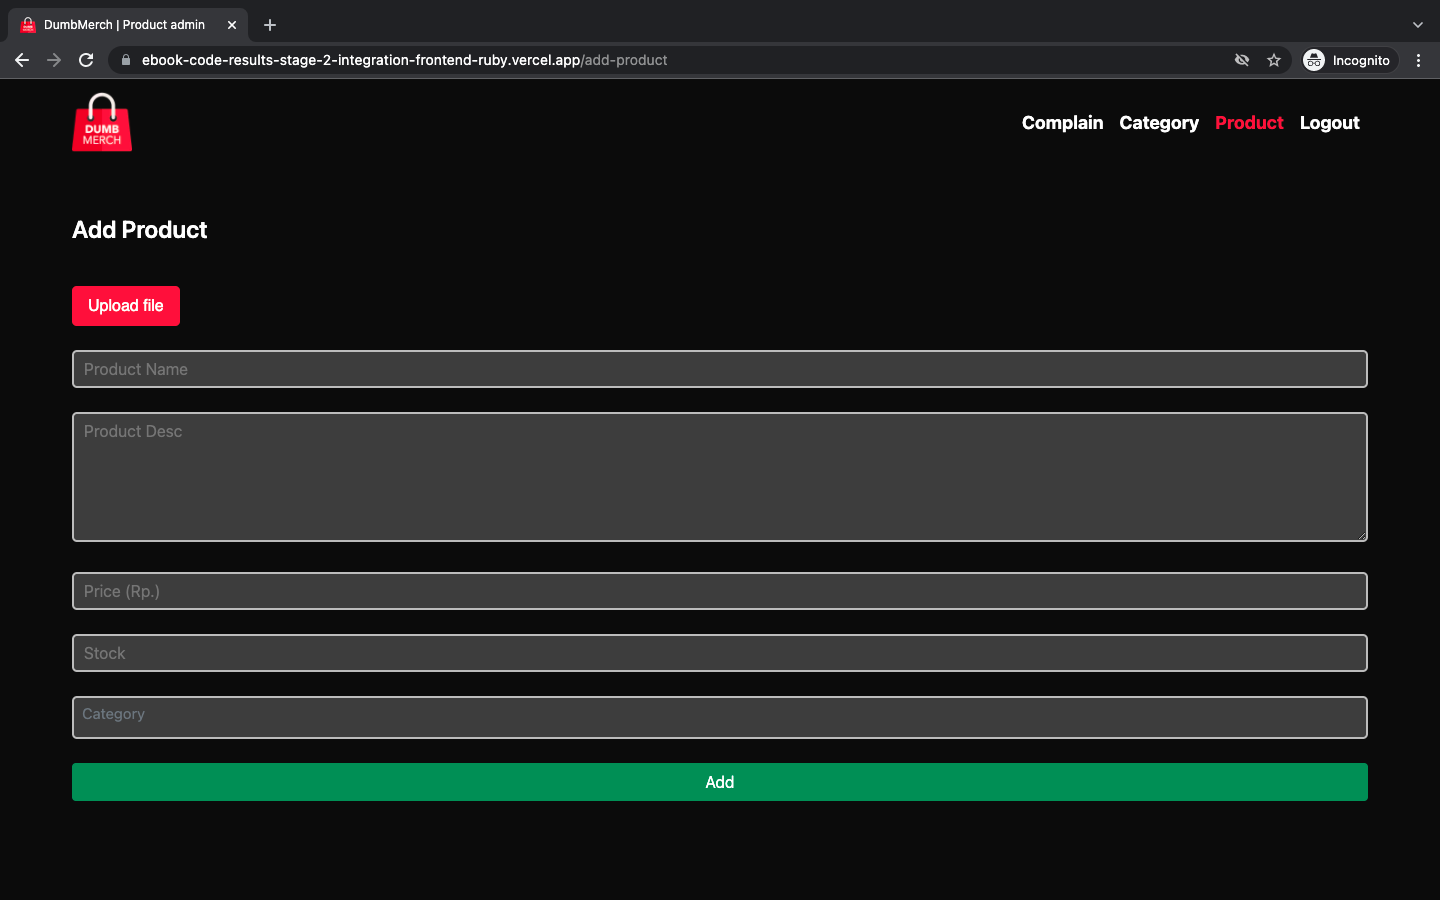 DumbMerch | Product admin
ebook-code-results-stage-2-integration-frontend-ruby.vercel.app/add-product
Incognito
DUMB
MERCH
Complain Category Product Logout
Add Product
Upload file
Product Name
Product Desc
Price (Rp.)
Stock
Category
Add